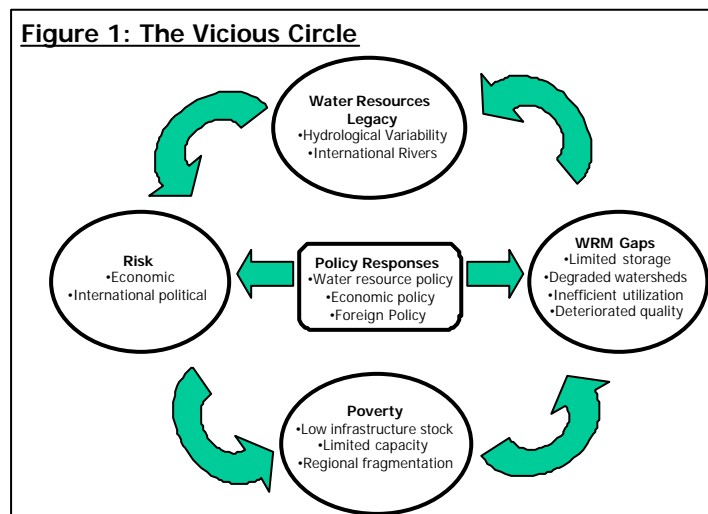 Figure 1: The Vicious Circle
Water Resources
Legacy
•Hydrological Variability
•International Rivers
Risk
•Economic
•International political
Policy Responses
•Water resource policy
•Economic policy
•Foreign Policy
WRM Gaps
•Limited storage
•Degraded watersheds
•Inefficient utilization
•Deteriorated quality
Poverty
•Low infrastructure stock
•Limited capacity
•Regional fragmentation